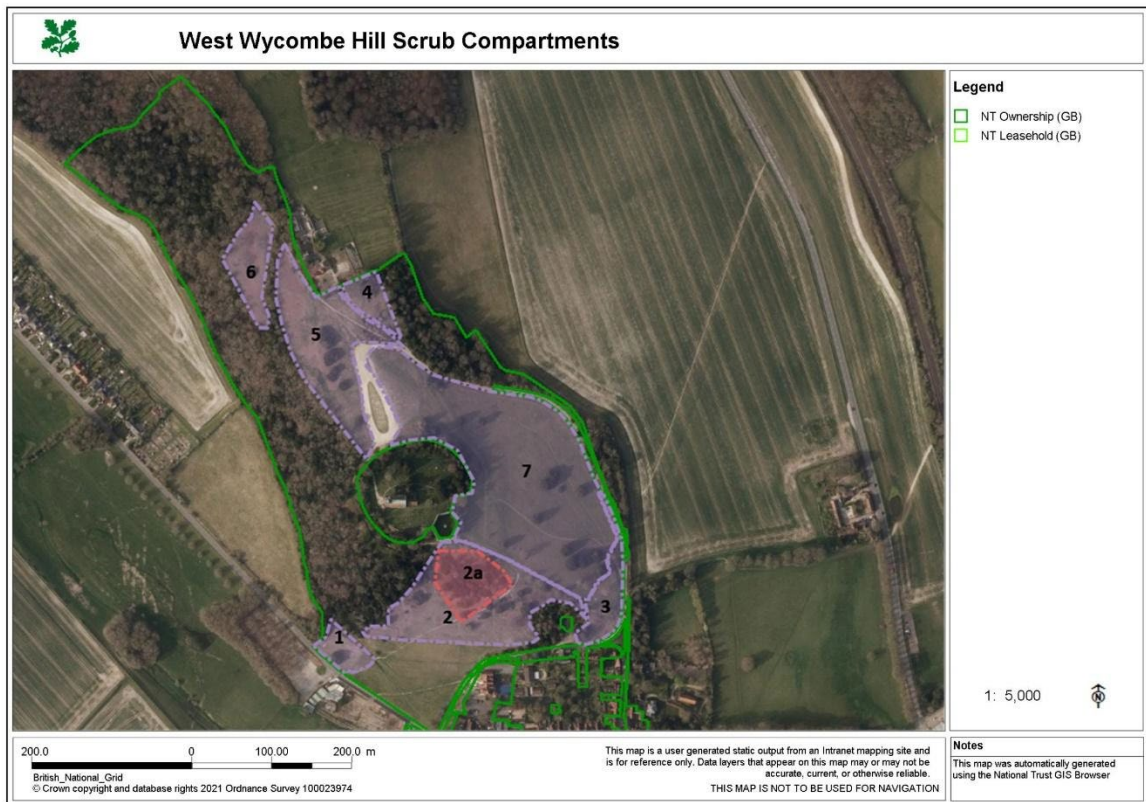 West Wycombe Hill Scrub Compartments
Legend
NT Ownership (GB)
NT Leasehold (GB)
6
4
5
7
2a
3
2
1
1: 5,000
200.0
0
100.00
200.0 m
British_National_Grid
© Crown copyright and database rights 2021 Ordnance Survey 100023974
This map is a user generated static output from an Intranet mapping site and
is for reference only. Data layers that appear on this map may or may not be
accurate, current, or otherwise reliable.
THIS MAP IS NOT TO BE USED FOR NAVIGATION
Notes
This map was automatically generated
using the National Trust GIS Browser